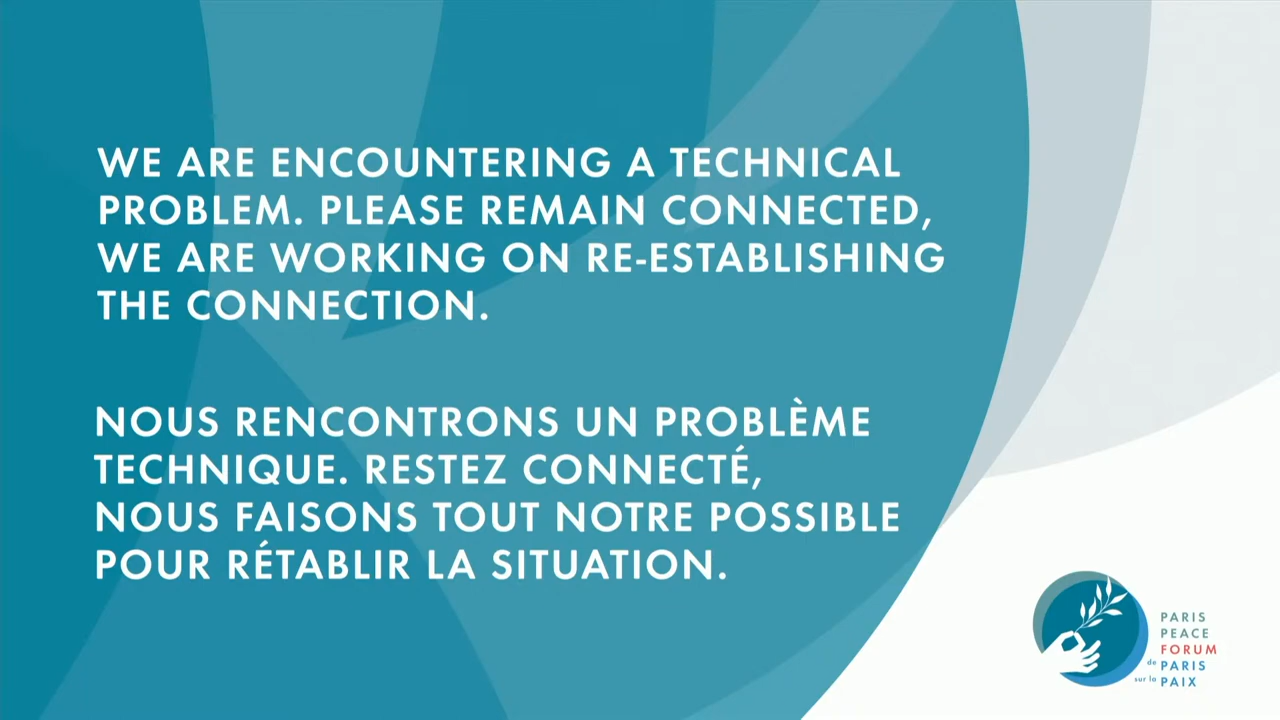 WE ARE ENCOUNTERING A TECHNICAL
PROBLEM. PLEASE REMAIN CONNECTED,
WE ARE WORKING ON RE-ESTABLISHING
THE CONNECTION.
NOUS RENCONTRONS UN PROBLÈME
TECHNIQUE. RESTEZ CONNECTÉ,
NOUS FAISONS TOUT NOTRE POSSIBLE
POUR RÉTABLIR LA SITUATION.
PARIS
PEACE
FORUM
de PARIS
sur la PAIX